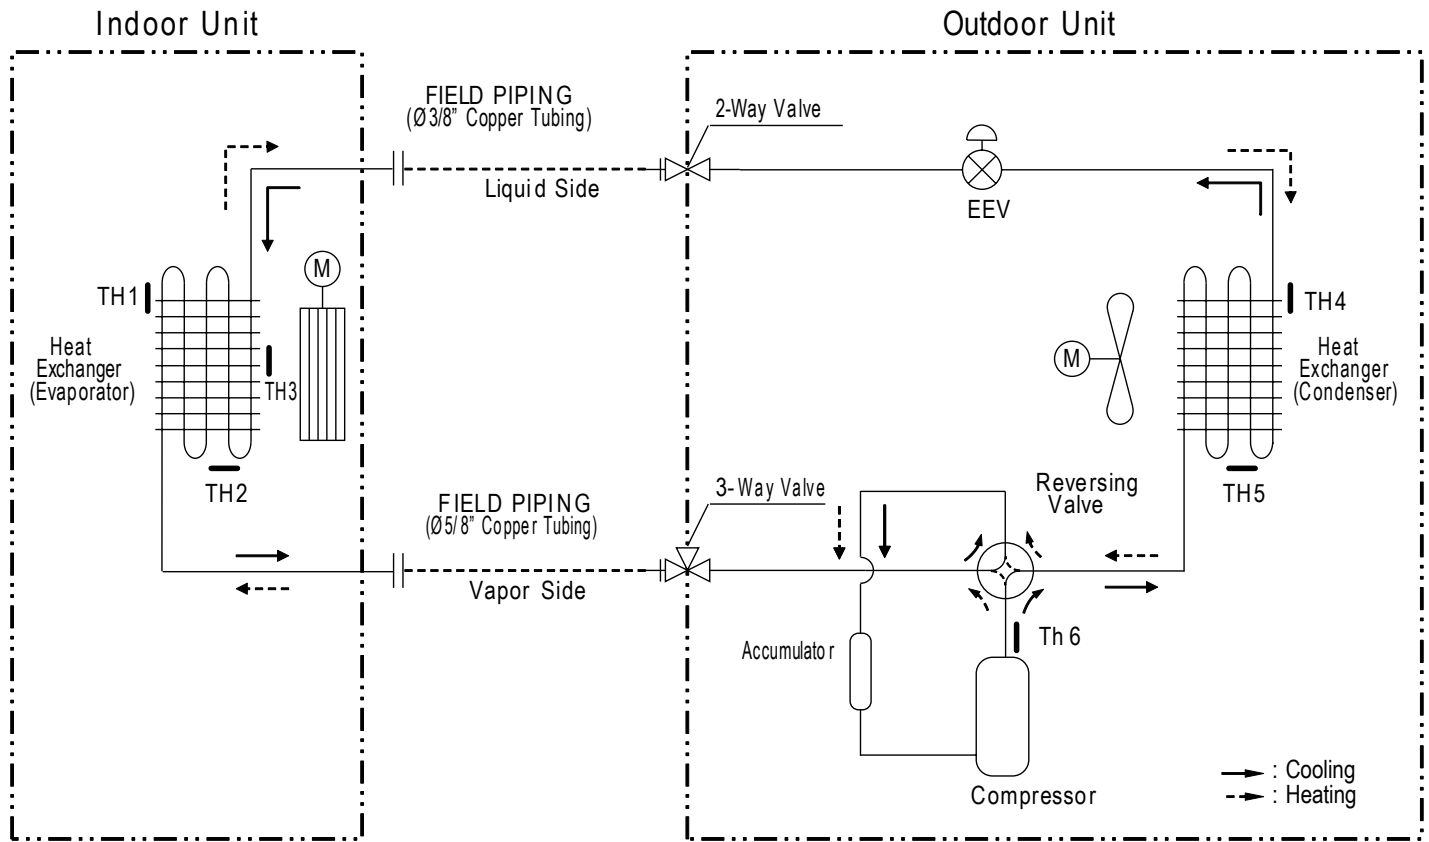 Indoor Unit
Outdoor Unit
FIELD PIPING
(Ø3/8” Copper Tubing)
2-Way Valve
Liquid Side
EEV
M
TH1
TH4
Heat
Exchanger
(Evaporator)
TH3
M
Heat
Exchanger
(Condenser)
TH2
TH5
FIELD PIPING
(Ø5/8” Copper Tubing)
3-Way Valve
Reversing
Valve
Vapor Side
Th6
Accumulator
Compressor
: Cooling
: Heating